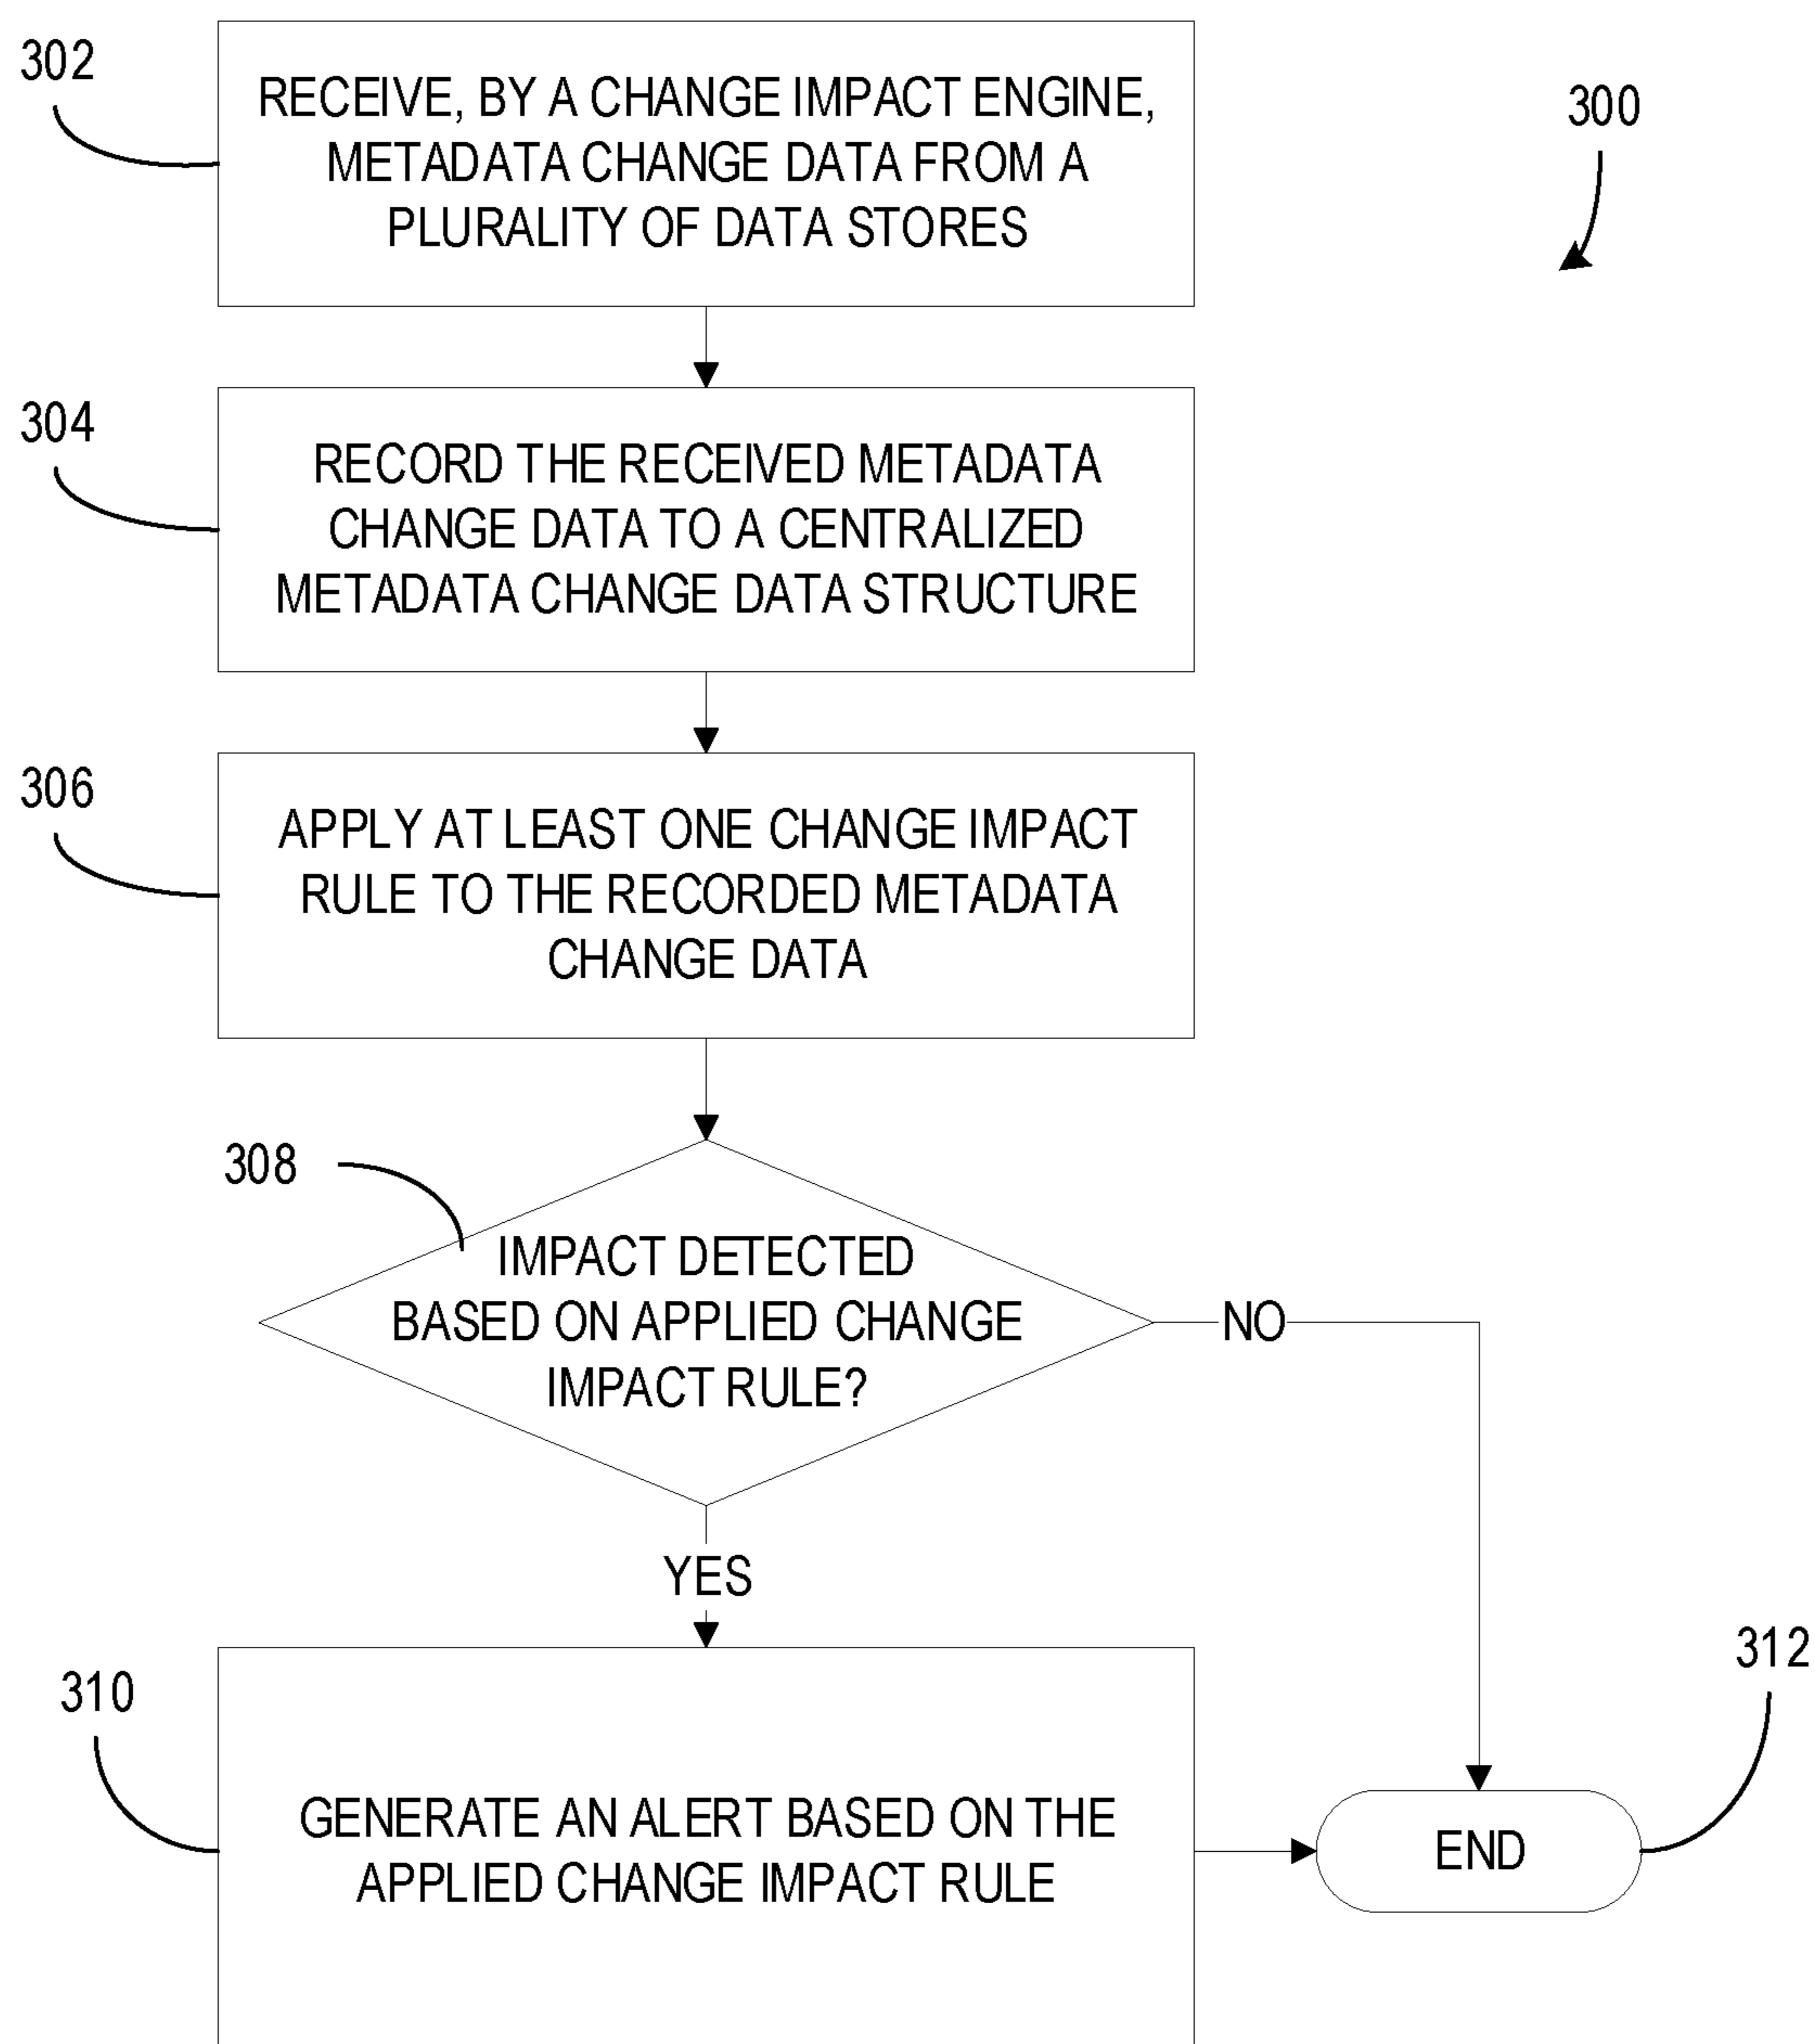 302
RECEIVE, BY A CHANGE IMPACT ENGINE,
METADATA CHANGE DATA FROM A
PLURALITY OF DATA STORES
300
304
RECORD THE RECEIVED METADATA
CHANGE DATA TO A CENTRALIZED
METADATA CHANGE DATA STRUCTURE
306
APPLY AT LEAST ONE CHANGE IMPACT
RULE TO THE RECORDED METADATA
CHANGE DATA
308
IMPACT DETECTED
BASED ON APPLIED CHANGE
IMPACT RULE?
NO
YES
310
GENERATE AN ALERT BASED ON THE
APPLIED CHANGE IMPACT RULE
312
END